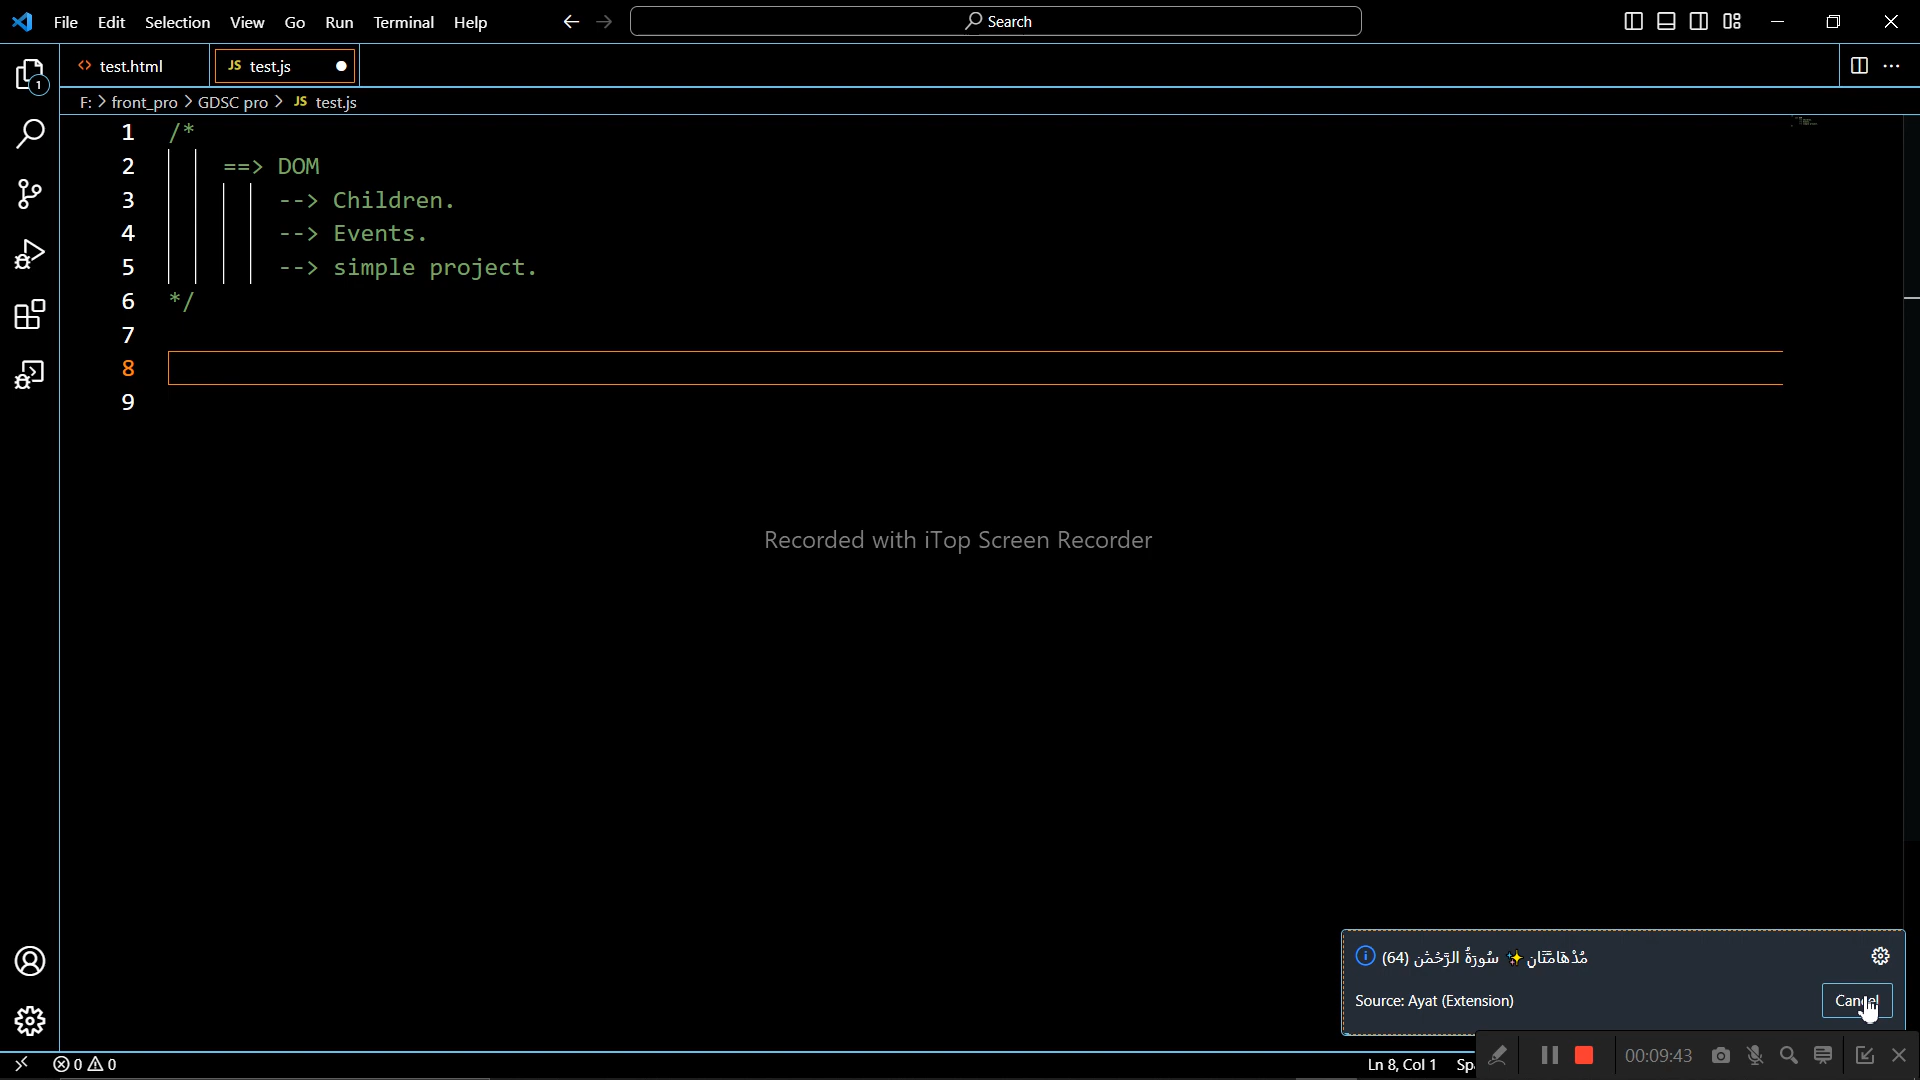 File Edit Selection View Go Run Terminal Help
Search
test.html
JS test.js
F: > front_pro > GDSC pro > JS test.js
1
1 /*
2 ==> DOM
3 --> Children.
4 --> Events.
5 --> simple project.
6 */
7
8
9
Recorded with iTop Screen Recorder
مُدْهَامَّتَانِ ✨ سُورَةُ الرَّحْمَٰن (64)
Source: Ayat (Extension)
Cancel
0 0
Ln 8, Col 1
00:09:43